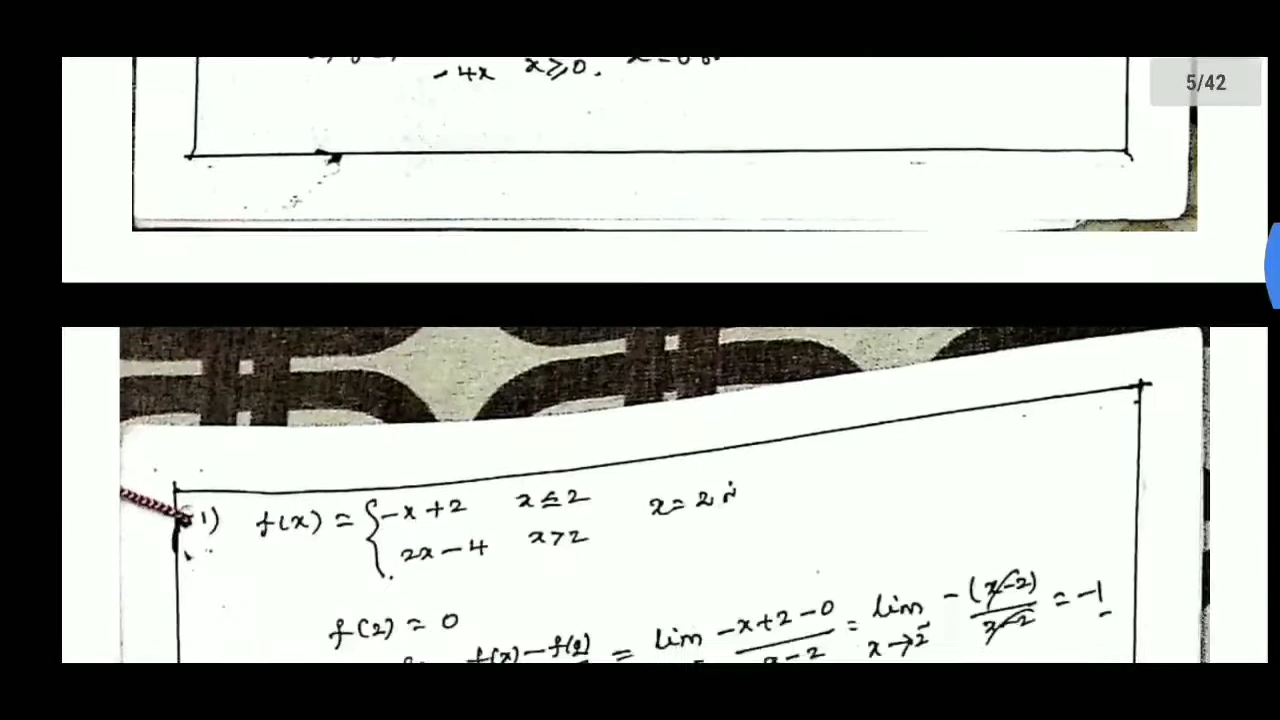 - 4x x≥0.
5/42
1) f(x) = { -x+2 x≤2 x=2
2x-4 x>2
f(2) = 0
f(x)-f(2) = lim -x+2-0 / x-2 = lim x→2⁻ -(x-2) / x-2 = -1